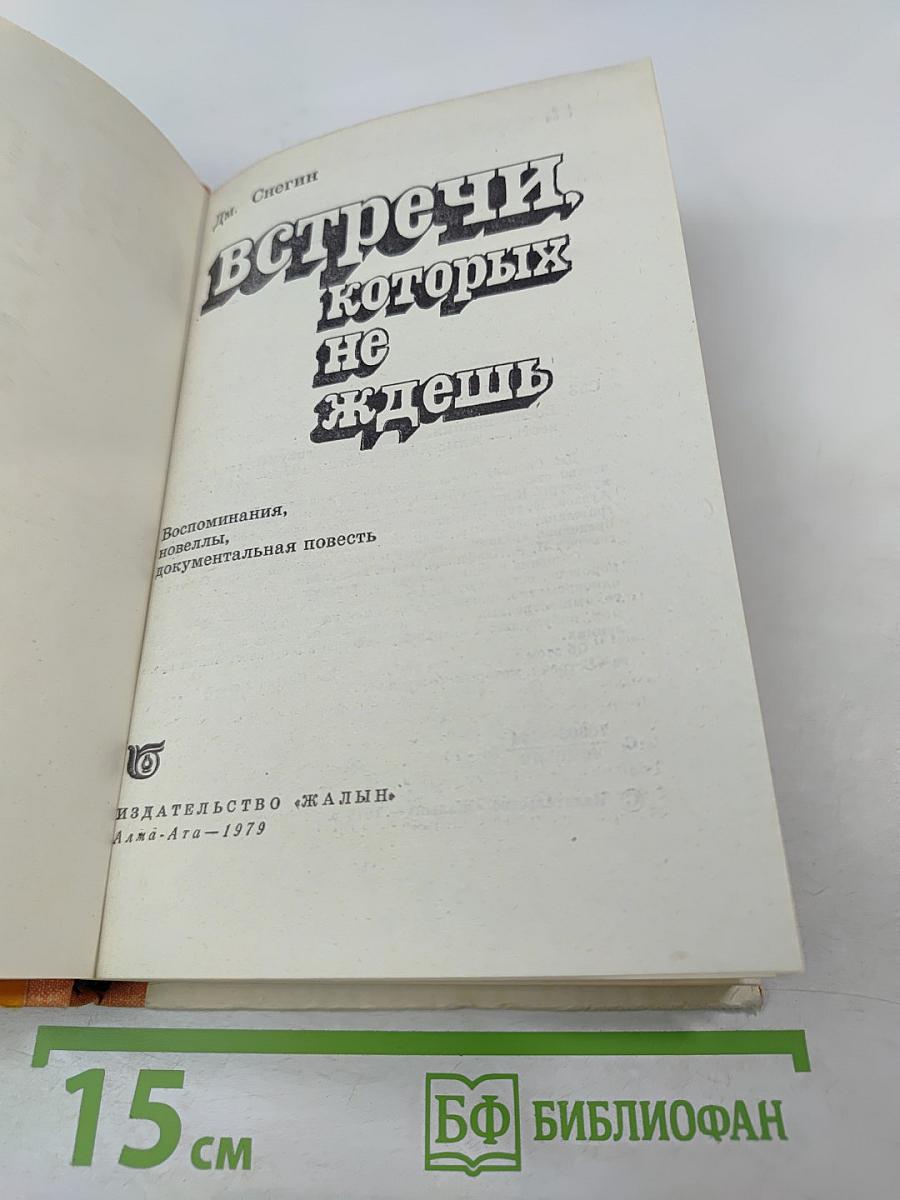 Дм. Снегин
встречи,
которых
не
ждешь
Воспоминания,
новеллы,
документальная повесть
ИЗДАТЕЛЬСТВО «ЖАЛЫН»
Алма-Ата—1979
15 см
БФ БИБЛИОФАН